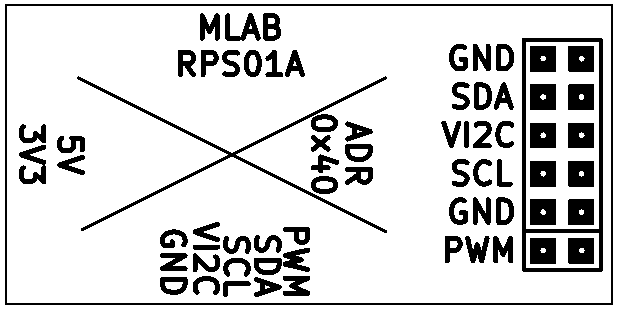 MLAB
RPS01A
GND
SDA
VI2C
SCL
GND
PWM
5V
3V3
ADR
0x40
PWM
SDA
SCL
VI2C
GND